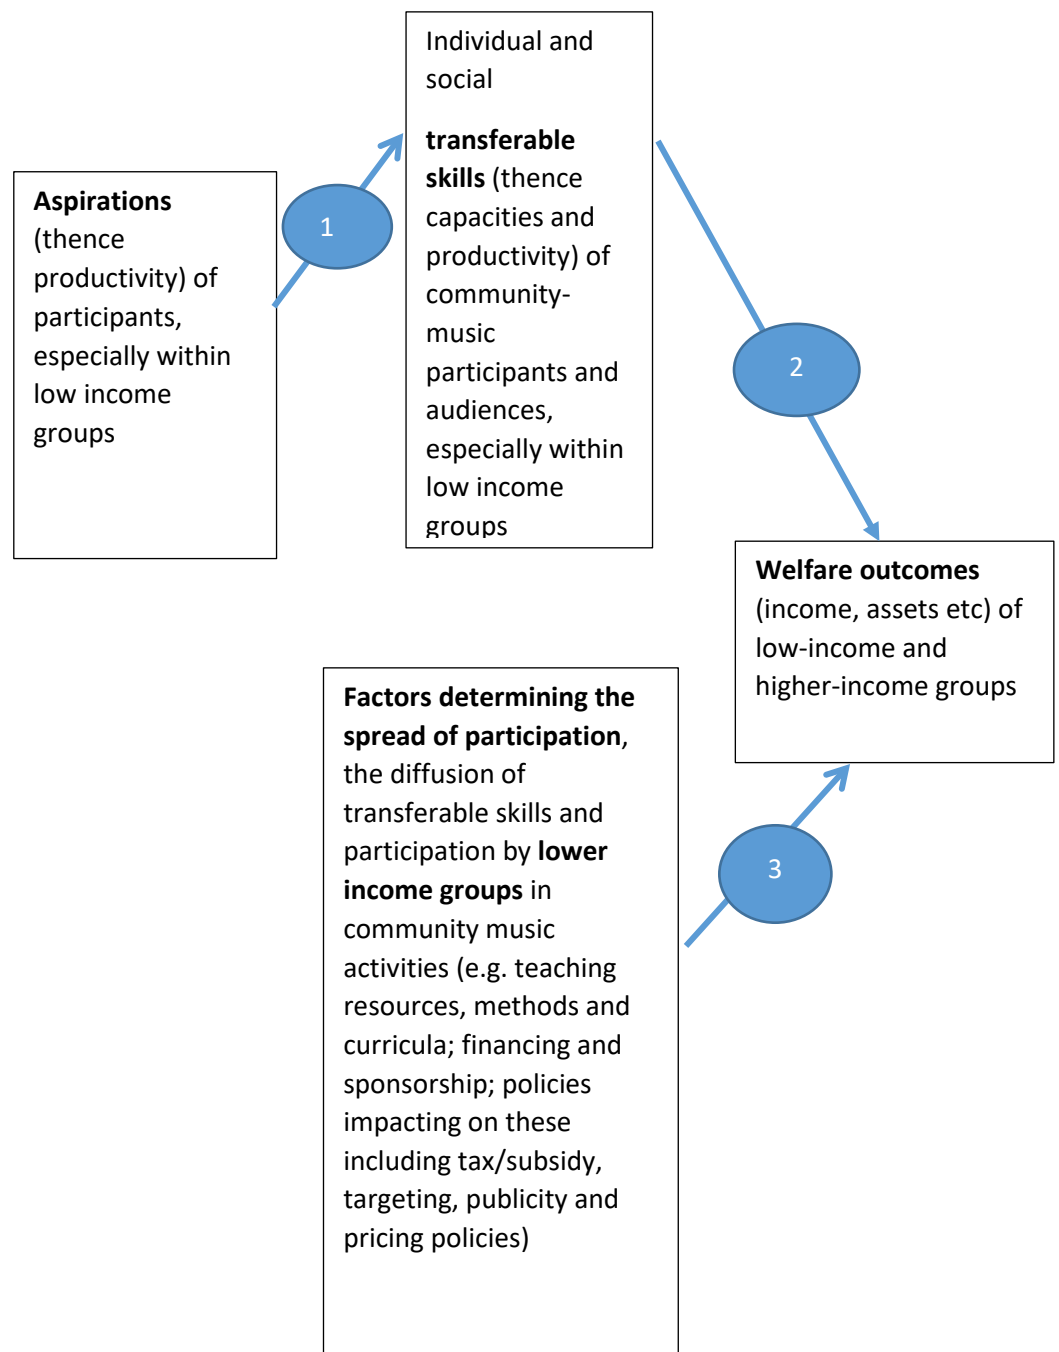 Individual and
social
transferable
skills (thence
capacities and
productivity) of
community-
music
participants and
audiences,
especially within
low income
groups
Aspirations
(thence
productivity) of
participants,
especially within
low income
groups
1
2
Welfare outcomes
(income, assets etc) of
low-income and
higher-income groups
Factors determining the
spread of participation,
the diffusion of
transferable skills and
participation by lower
income groups in
community music
activities (e.g. teaching
resources, methods and
curricula; financing and
sponsorship; policies
impacting on these
including tax/subsidy,
targeting, publicity and
pricing policies)
3